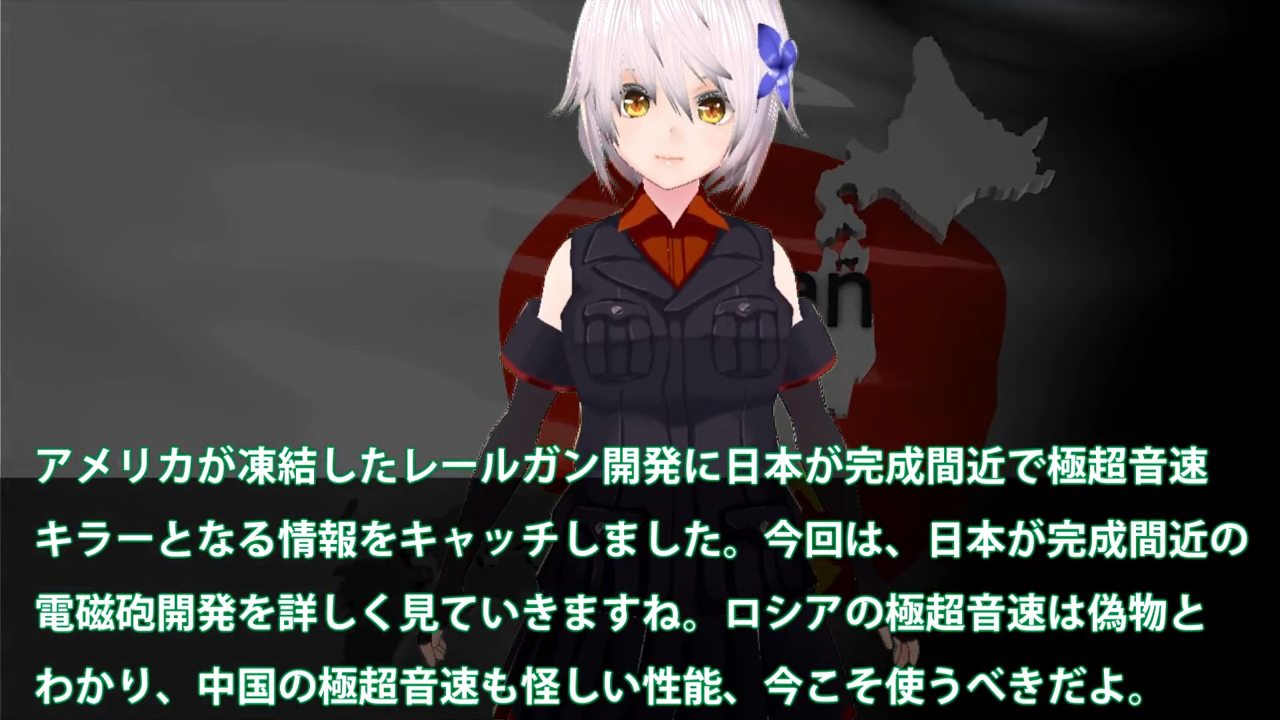 an
アメリカが凍結したレールガン開発に日本が完成間近で極超音速
キラーとなる情報をキャッチしました。今回は、日本が完成間近の
電磁砲開発を詳しく見ていきますね。ロシアの極超音速は偽物と
わかり、中国の極超音速も怪しい性能、今こそ使うべきだよ。